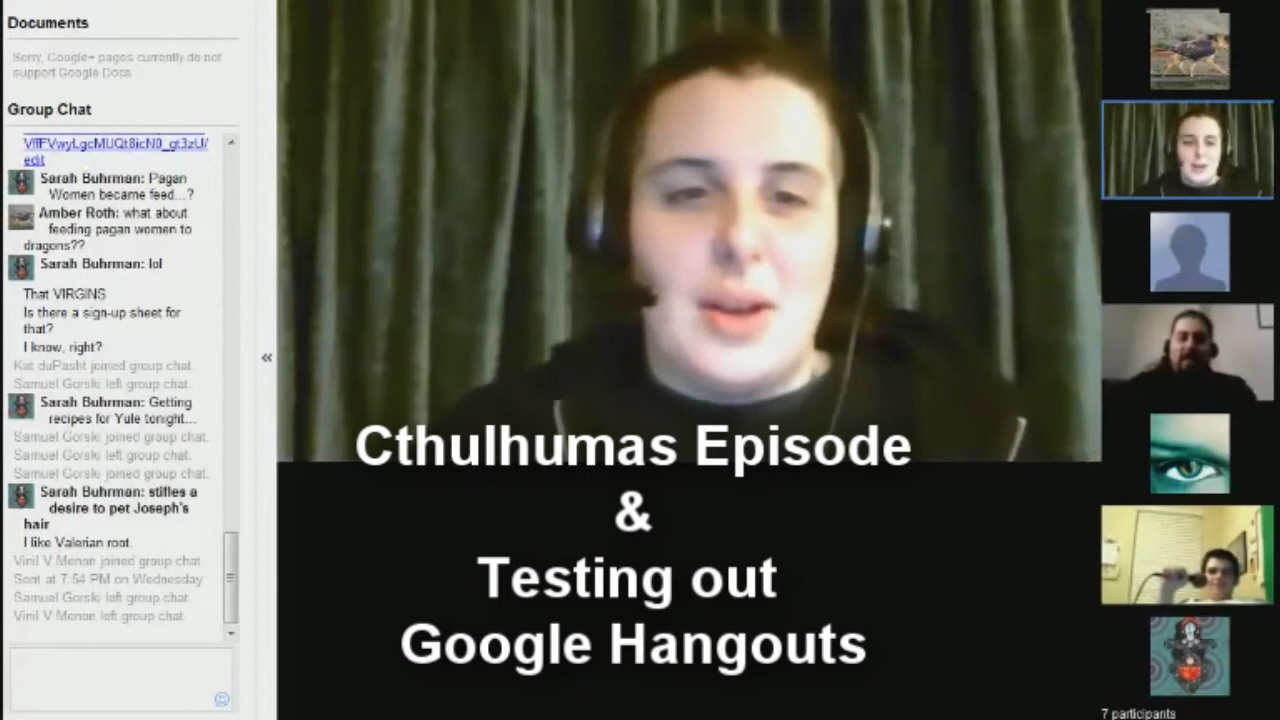 Documents
Sorry, Google+ pages currently do not
support Google Docs
Group Chat
VffFVwyLgcMUQt8icN0_gt3zU/
edit
Sarah Buhrman: Pagan
Women became feed...?
Amber Roth: what about
feeding pagan women to
dragons??
Sarah Buhrman: lol
That VIRGINS
Is there a sign-up sheet for
that?
I know, right?
Kat duPasht joined group chat.
Samuel Gorski left group chat.
Sarah Buhrman: Getting
recipes for Yule tonight...
Samuel Gorski joined group chat.
Samuel Gorski left group chat.
Samuel Gorski joined group chat.
Sarah Buhrman: stifles a
desire to pet Joseph's
hair
I like Valerian root.
Vinil V Menon joined group chat
Sent at 7:54 PM on Wednesday
Samuel Gorski left group chat.
Vinil V Menon left group chat.
«
Cthulhumas Episode
&
Testing out
Google Hangouts
7 participants